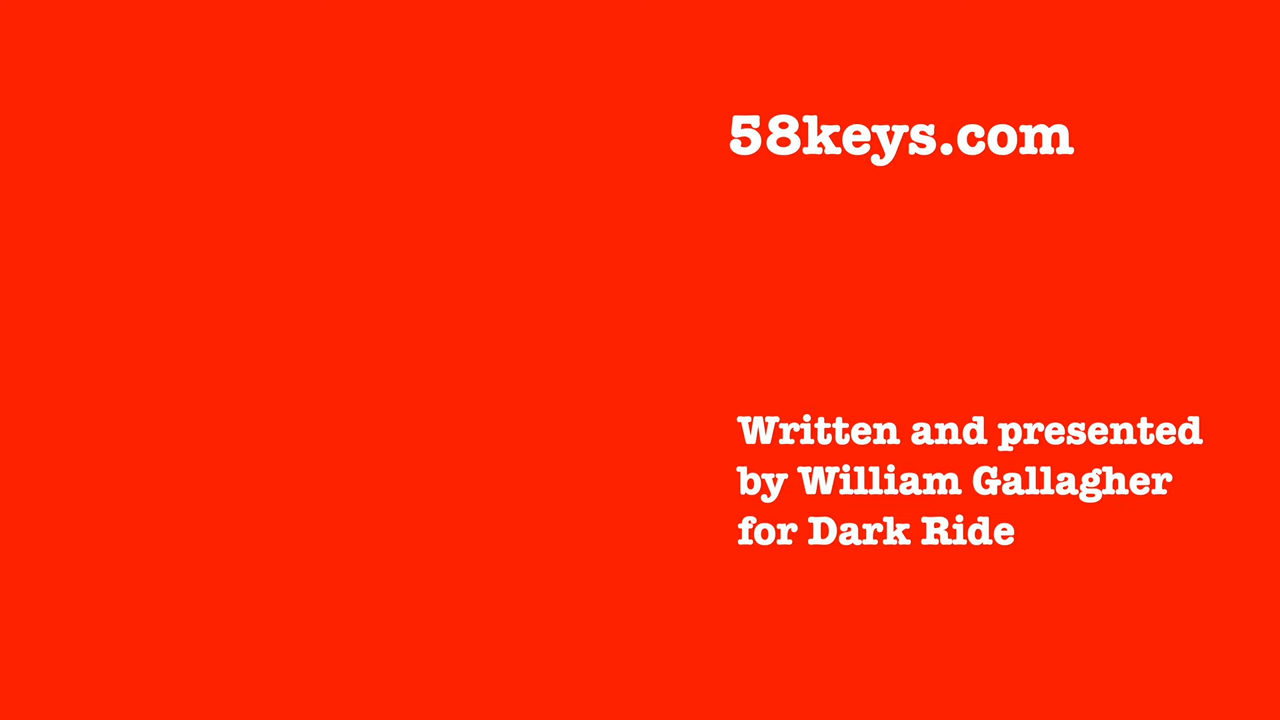 58keys.com
Written and presented
by William Gallagher
for Dark Ride